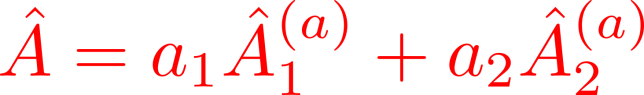 Â = a₁Â₁⁽ᵃ⁾ + a₂Â₂⁽ᵃ⁾